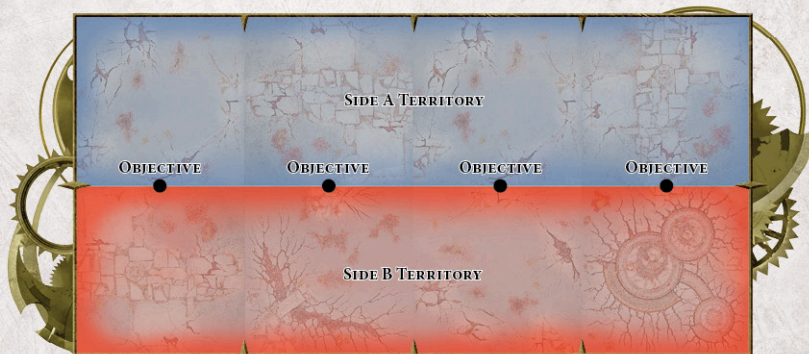 Side A Territory
Objective
Objective
Objective
Objective
Side B Territory